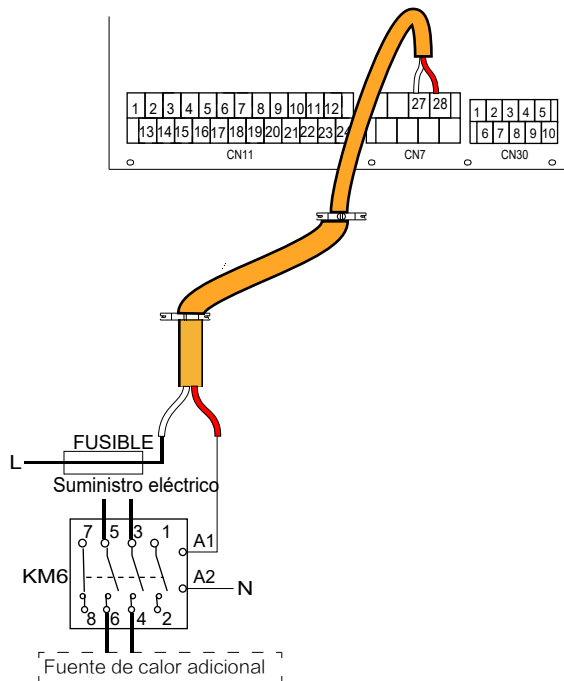 27 28
1 2 3 4 5 6 7 8 9 10 11 12
13 14 15 16 17 18 19 20 21 22 23 24
1 2 3 4 5
6 7 8 9 10
CN11
CN7
CN30
FUSIBLE
L
Suministro eléctrico
7 5 3 1
A1
KM6
A2
N
8 6 4 2
Fuente de calor adicional